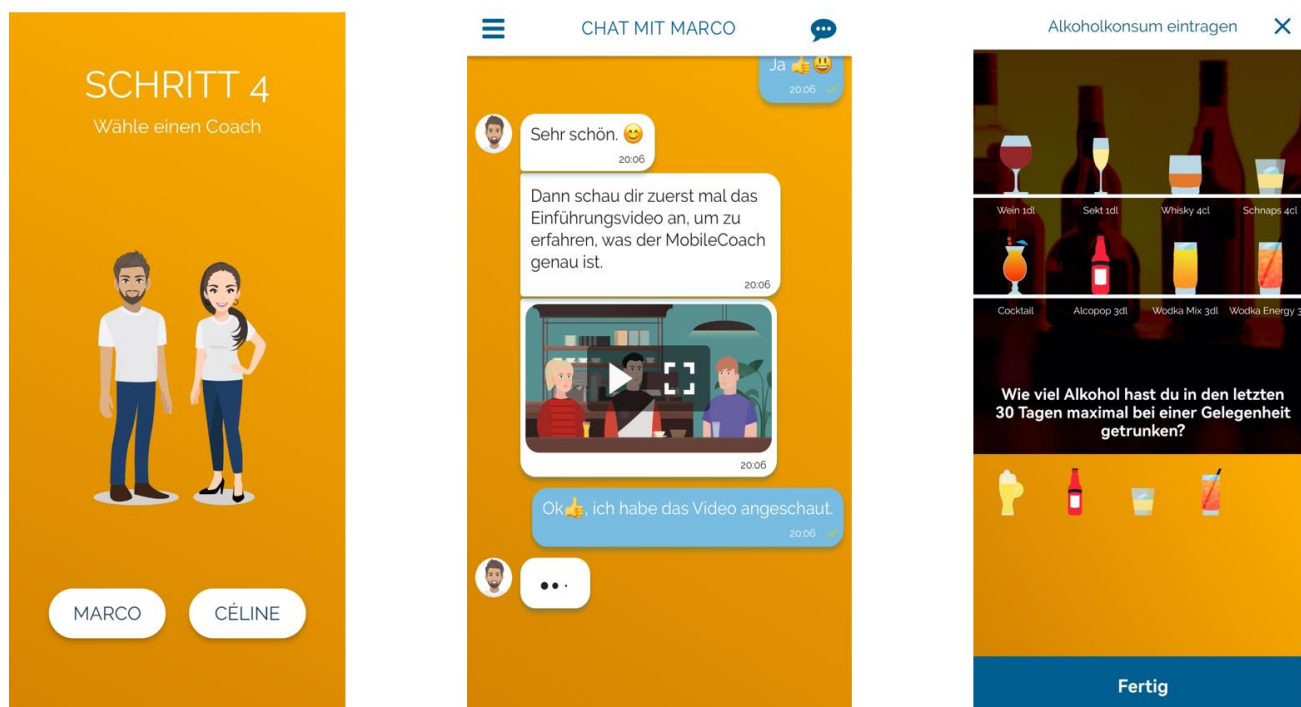 SCHRITT 4
Wähle einen Coach
MARCO
CÉLINE
CHAT MIT MARCO
Ja 👍😃
20:06
Sehr schön. 😊
20:06
Dann schau dir zuerst mal das
Einführungsvideo an, um zu
erfahren, was der MobileCoach
genau ist.
20:06
20:06
Ok👍, ich habe das Video angeschaut.
20:06
Alkoholkonsum eintragen
Wein 1dl
Sekt 1dl
Whisky 4cl
Schnaps 4cl
Cocktail
Alcopop 3dl
Wodka Mix 3dl
Wodka Energy 3
Wie viel Alkohol hast du in den letzten
30 Tagen maximal bei einer Gelegenheit
getrunken?
Fertig